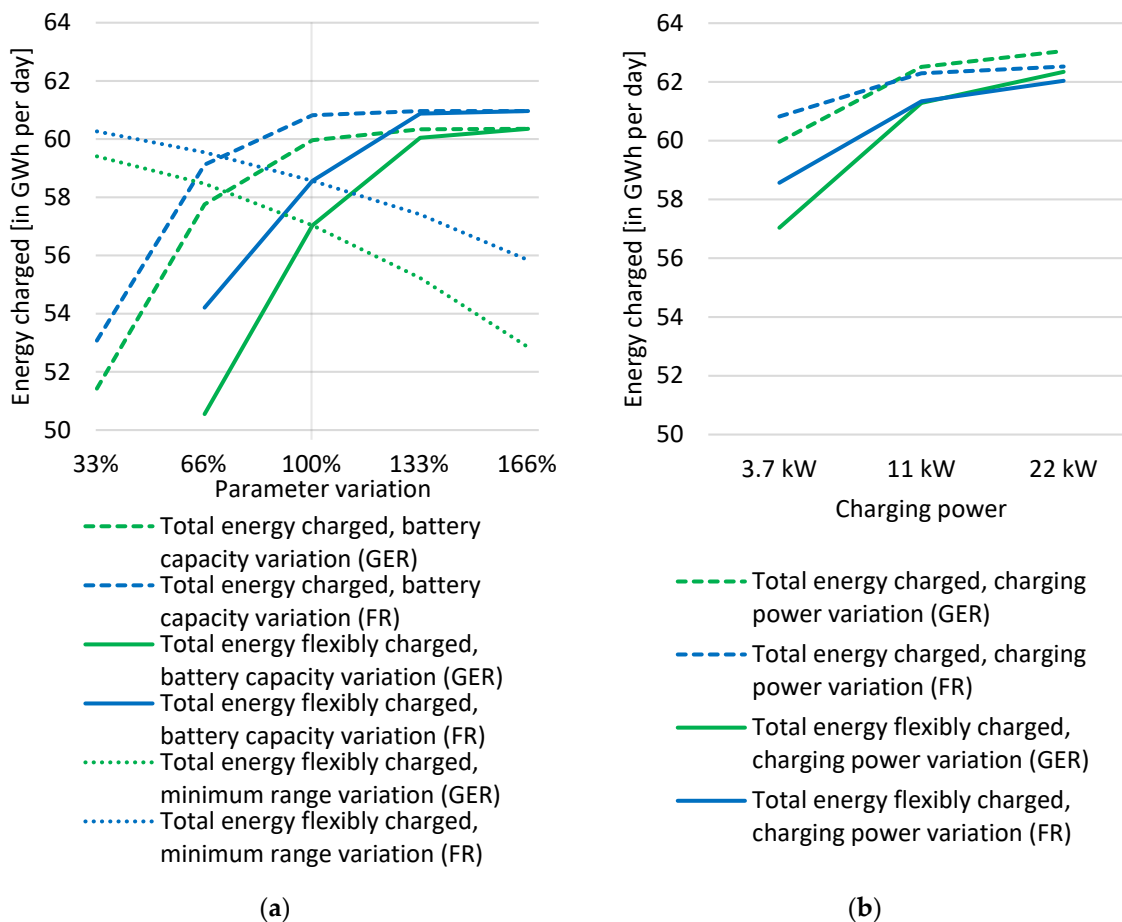 Energy charged [in GWh per day]
64
62
60
58
56
54
52
50
33%
66%
100%
133%
166%
Parameter variation
Total energy charged, battery
capacity variation (GER)
Total energy charged, battery
capacity variation (FR)
Total energy flexibly charged,
battery capacity variation (GER)
Total energy flexibly charged,
battery capacity variation (FR)
Total energy flexibly charged,
minimum range variation (GER)
Total energy flexibly charged,
minimum range variation (FR)
(a)
Energy charged [in GWh per day]
64
62
60
58
56
54
52
50
3.7 kW
11 kW
22 kW
Charging power
Total energy charged, charging
power variation (GER)
Total energy charged, charging
power variation (FR)
Total energy flexibly charged,
charging power variation (GER)
Total energy flexibly charged,
charging power variation (FR)
(b)